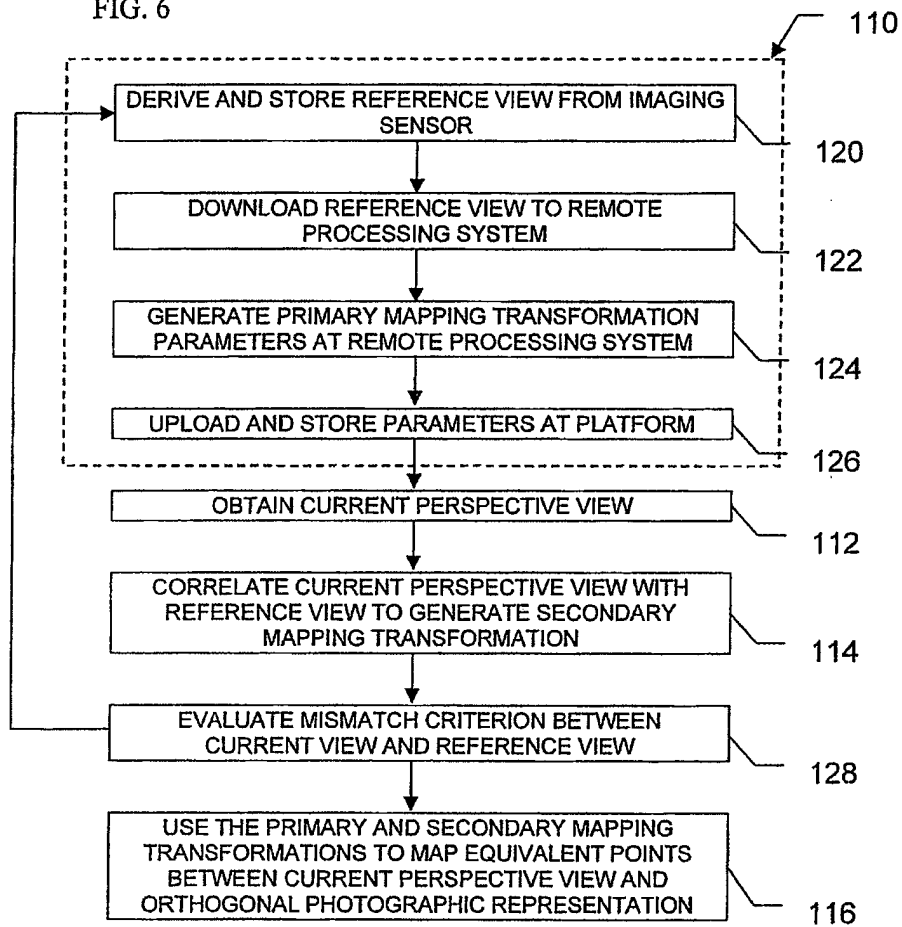 FIG. 6
110
DERIVE AND STORE REFERENCE VIEW FROM IMAGING
SENSOR
120
DOWNLOAD REFERENCE VIEW TO REMOTE
PROCESSING SYSTEM
122
GENERATE PRIMARY MAPPING TRANSFORMATION
PARAMETERS AT REMOTE PROCESSING SYSTEM
124
UPLOAD AND STORE PARAMETERS AT PLATFORM
126
OBTAIN CURRENT PERSPECTIVE VIEW
112
CORRELATE CURRENT PERSPECTIVE VIEW WITH
REFERENCE VIEW TO GENERATE SECONDARY
MAPPING TRANSFORMATION
114
EVALUATE MISMATCH CRITERION BETWEEN
CURRENT VIEW AND REFERENCE VIEW
128
USE THE PRIMARY AND SECONDARY MAPPING
TRANSFORMATIONS TO MAP EQUIVALENT POINTS
BETWEEN CURRENT PERSPECTIVE VIEW AND
ORTHOGONAL PHOTOGRAPHIC REPRESENTATION
116